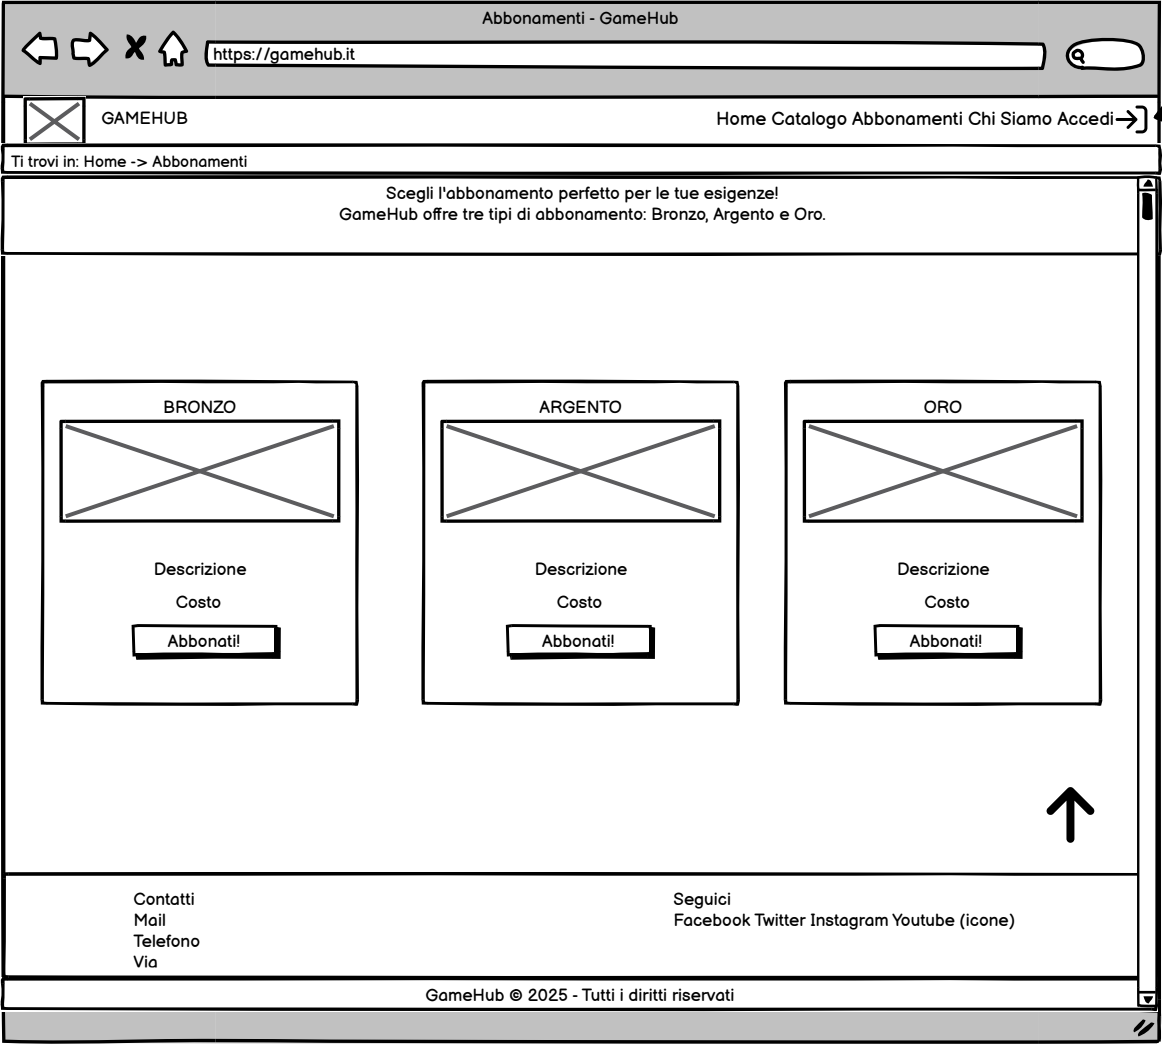 Abbonamenti - GameHub
https://gamehub.it
GAMEHUB
Home Catalogo Abbonamenti Chi Siamo Accedi
Ti trovi in: Home -> Abbonamenti
Scegli l'abbonamento perfetto per le tue esigenze!
GameHub offre tre tipi di abbonamento: Bronzo, Argento e Oro.
BRONZO
Descrizione
Costo
Abbonati!
ARGENTO
Descrizione
Costo
Abbonati!
ORO
Descrizione
Costo
Abbonati!
Contatti
Mail
Telefono
Via
Seguici
Facebook Twitter Instagram Youtube (icone)
GameHub © 2025 - Tutti i diritti riservati